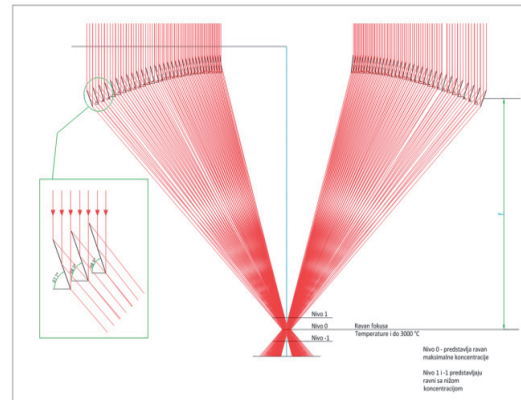 Nivo 1
Nivo 0
Ravan fokusa
Temperature i do 3000 °C
Nivo -1
Nivo 0 - predstavlja ravan
maksimalne koncentracije
Nivo 1 i -1 predstavljaju
ravni sa nižom
koncentracijom